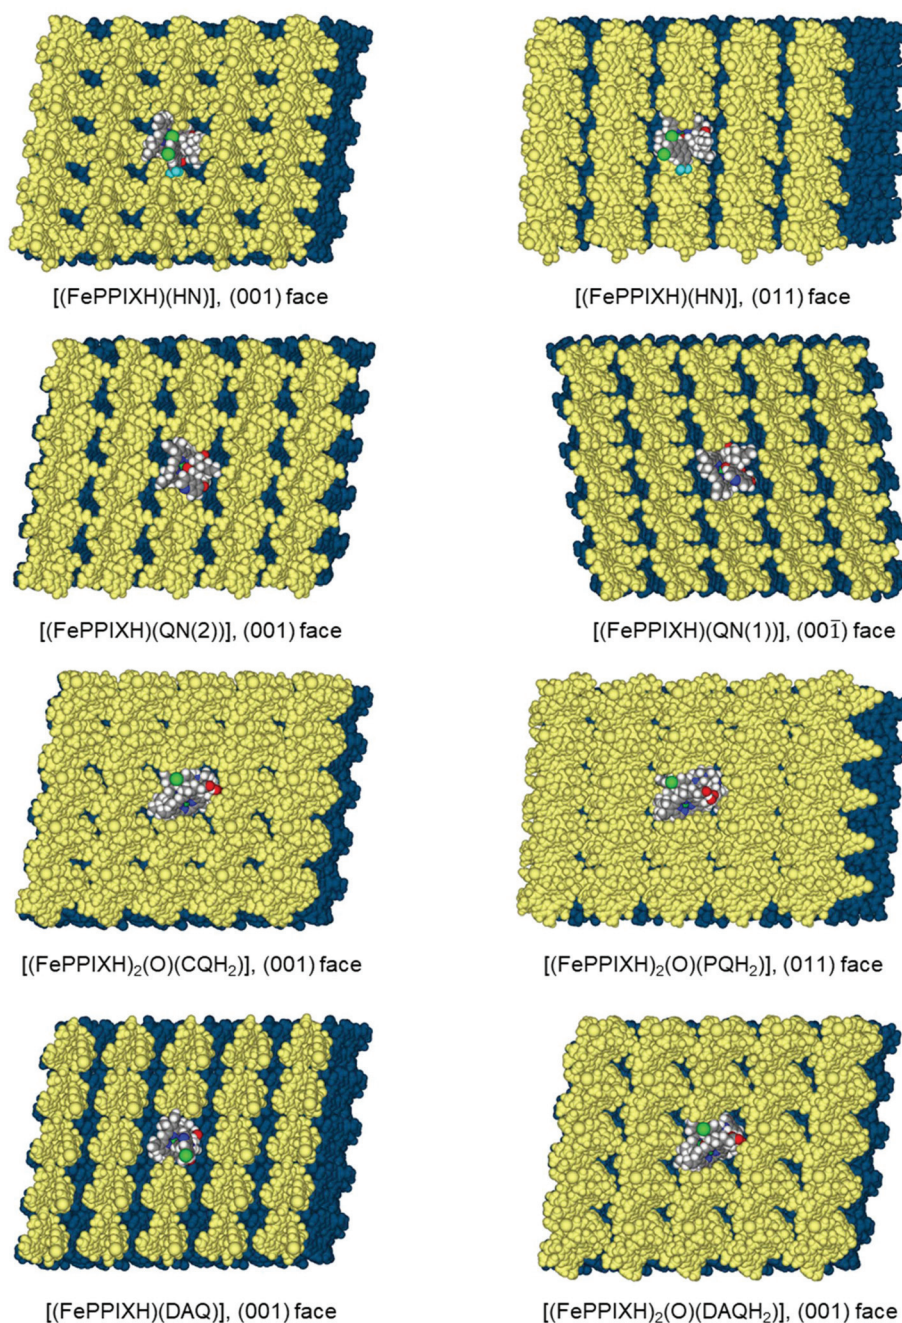 [(FePPIXH)(HN)], (001) face
[(FePPIXH)(HN)], (011) face
[(FePPIXH)(QN(2))], (001) face
[(FePPIXH)(QN(1))], (001̅) face
[(FePPIXH)₂(O)(CQH₂)], (001) face
[(FePPIXH)₂(O)(PQH₂)], (011) face
[(FePPIXH)(DAQ)], (001) face
[(FePPIXH)₂(O)(DAQH₂)], (001) face